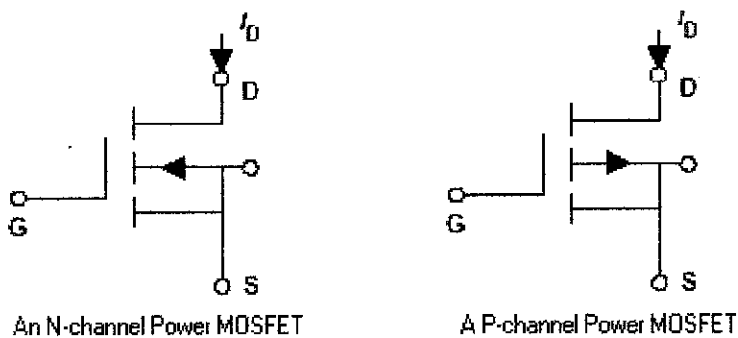 I_D
D
G
S
An N-channel Power MOSFET
I_D
D
G
S
A P-channel Power MOSFET